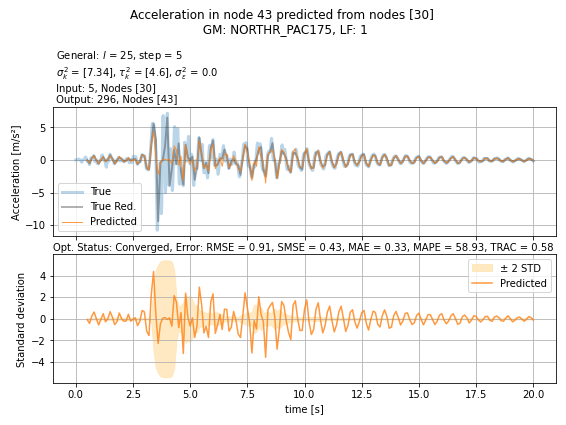 Acceleration in node 43 predicted from nodes [30]
GM: NORTHR_PAC175, LF: 1
General: l = 25, step = 5
σ²ₖ = [7.34], τ²ₖ = [4.6], σ²ε = 0.0
Input: 5, Nodes [30]
Output: 296, Nodes [43]
Acceleration [m/s²]
5
0
−5
−10
True
True Red.
Predicted
Opt. Status: Converged, Error: RMSE = 0.91, SMSE = 0.43, MAE = 0.33, MAPE = 58.93, TRAC = 0.58
Standard deviation
4
2
0
−2
−4
± 2 STD
Predicted
0.0 2.5 5.0 7.5 10.0 12.5 15.0 17.5 20.0
time [s]